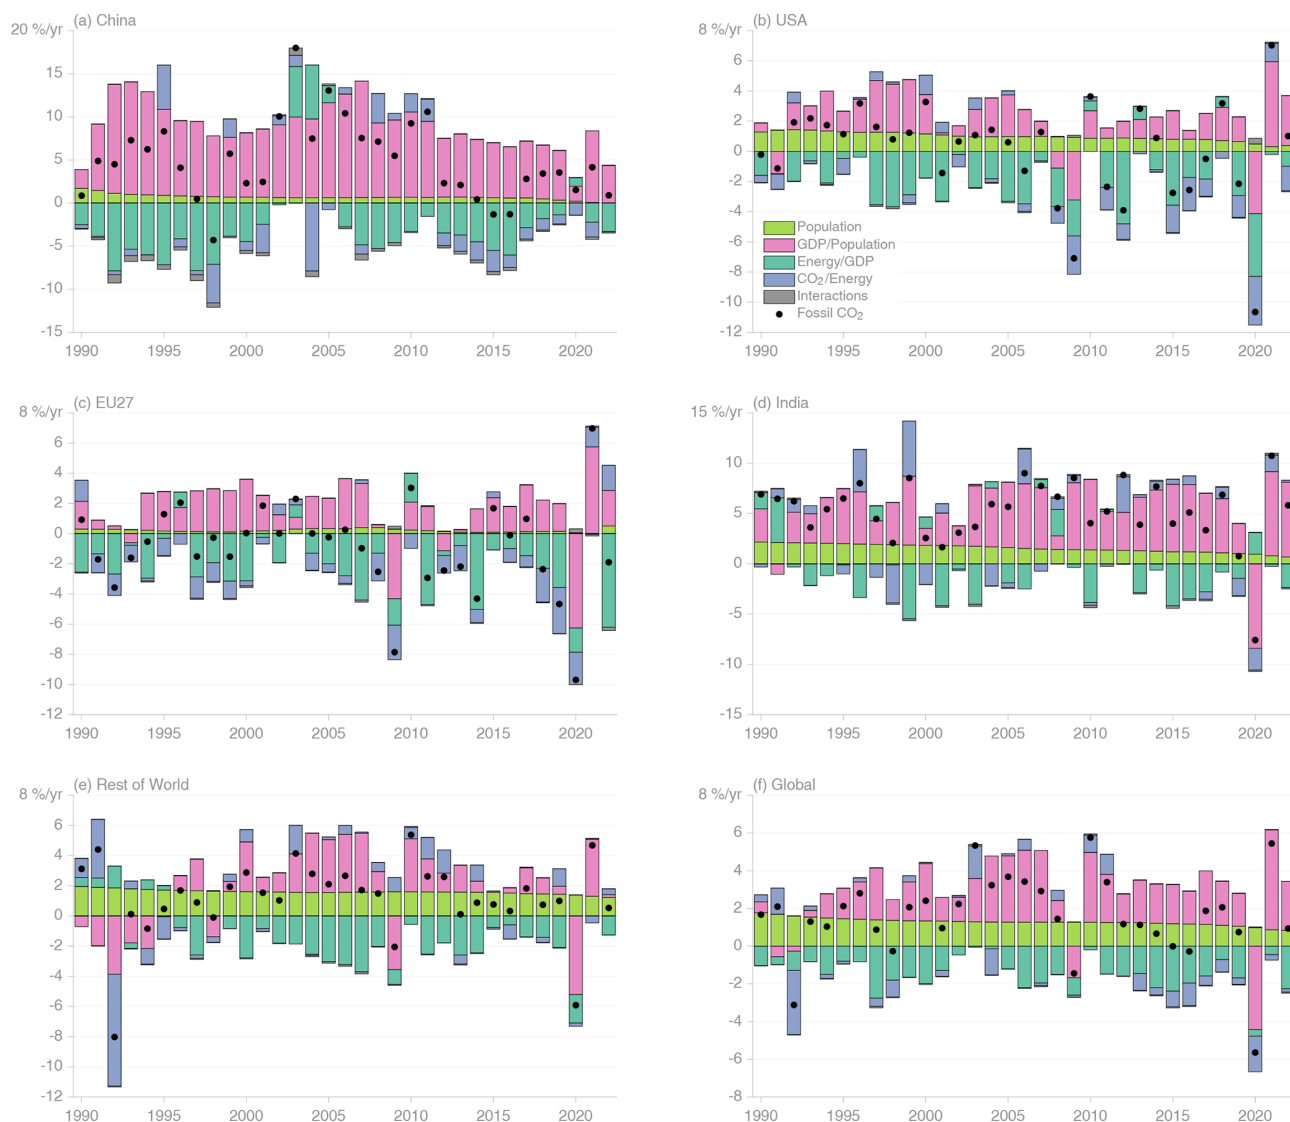 (a) China
20 %/yr
15
10
5
0
-5
-10
-15
1990 1995 2000 2005 2010 2015 2020
(b) USA
8 %/yr
6
4
2
0
-2
-4
-6
-8
-10
-12
Population
GDP/Population
Energy/GDP
CO2/Energy
Interactions
Fossil CO2
1990 1995 2000 2005 2010 2015 2020
(c) EU27
8 %/yr
6
4
2
0
-2
-4
-6
-8
-10
-12
1990 1995 2000 2005 2010 2015 2020
(d) India
15 %/yr
10
5
0
-5
-10
-15
1990 1995 2000 2005 2010 2015 2020
(e) Rest of World
8 %/yr
6
4
2
0
-2
-4
-6
-8
-10
-12
1990 1995 2000 2005 2010 2015 2020
(f) Global
8 %/yr
6
4
2
0
-2
-4
-6
-8
1990 1995 2000 2005 2010 2015 2020